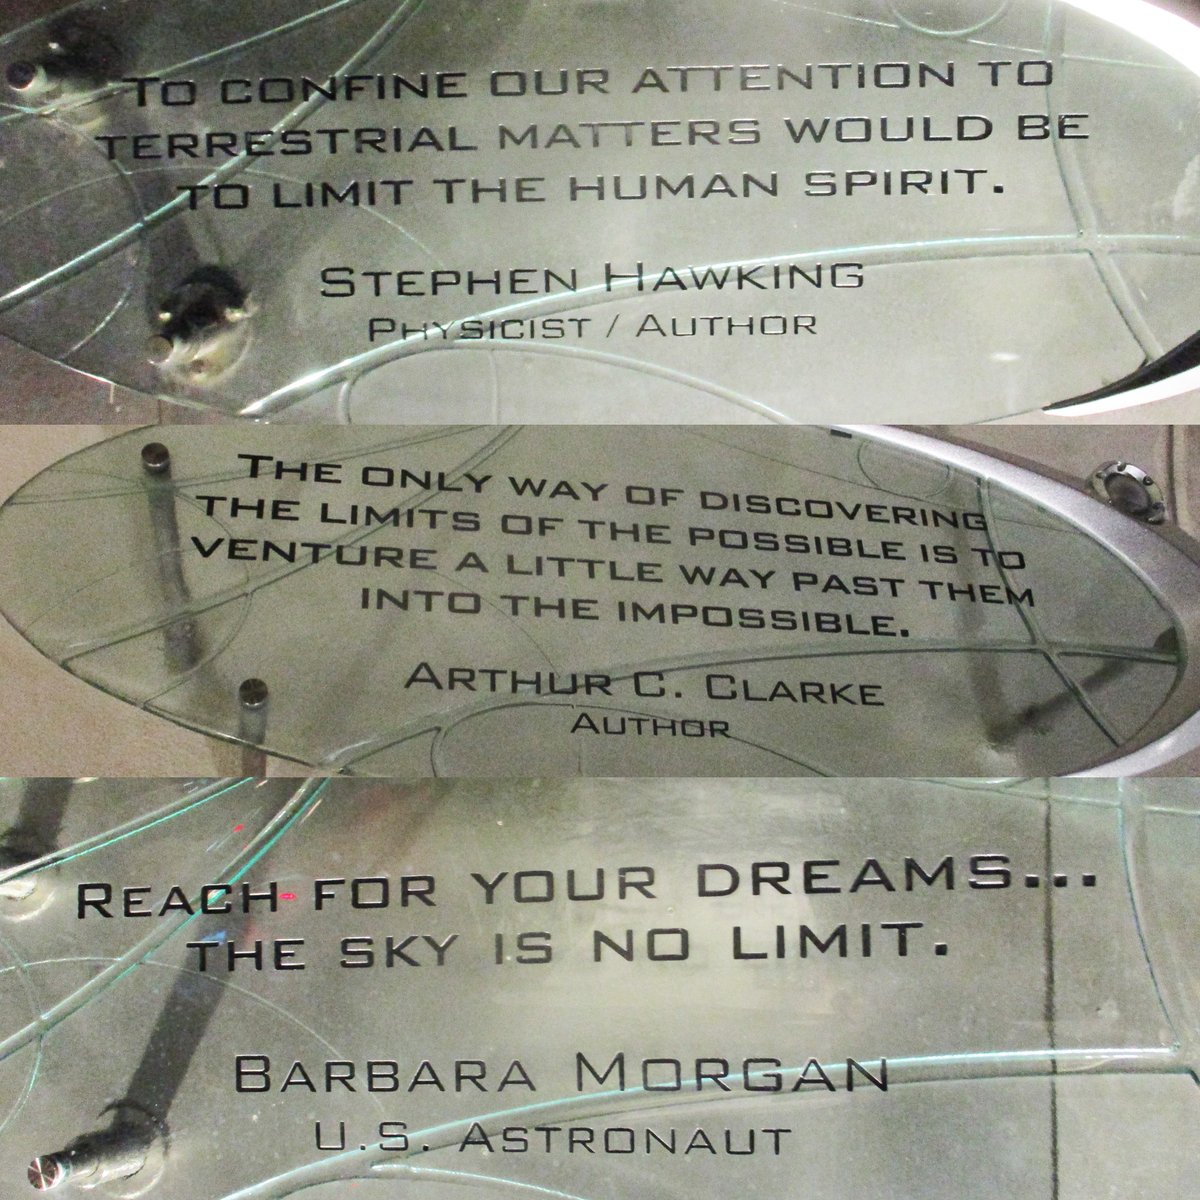 TO CONFINE OUR ATTENTION TO
TERRESTRIAL MATTERS WOULD BE
TO LIMIT THE HUMAN SPIRIT.
STEPHEN HAWKING
PHYSICIST / AUTHOR
THE ONLY WAY OF DISCOVERING
THE LIMITS OF THE POSSIBLE IS TO
VENTURE A LITTLE WAY PAST THEM
INTO THE IMPOSSIBLE.
ARTHUR C. CLARKE
AUTHOR
REACH FOR YOUR DREAMS...
THE SKY IS NO LIMIT.
BARBARA MORGAN
U.S. ASTRONAUT